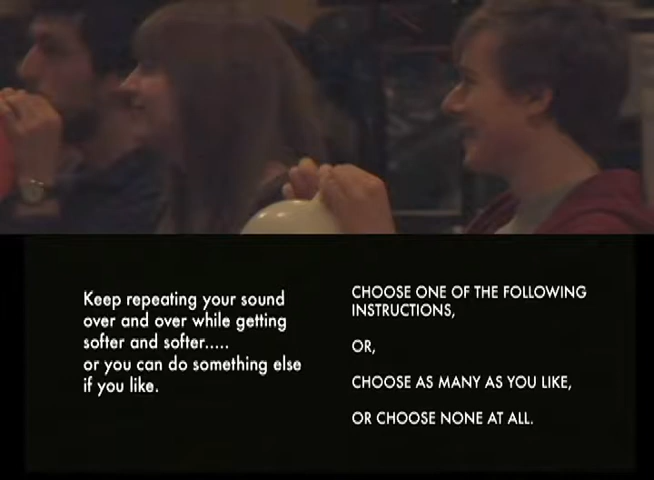 Keep repeating your sound
over and over while getting
softer and softer.....
or you can do something else
if you like.
CHOOSE ONE OF THE FOLLOWING
INSTRUCTIONS,
OR,
CHOOSE AS MANY AS YOU LIKE,
OR CHOOSE NONE AT ALL.